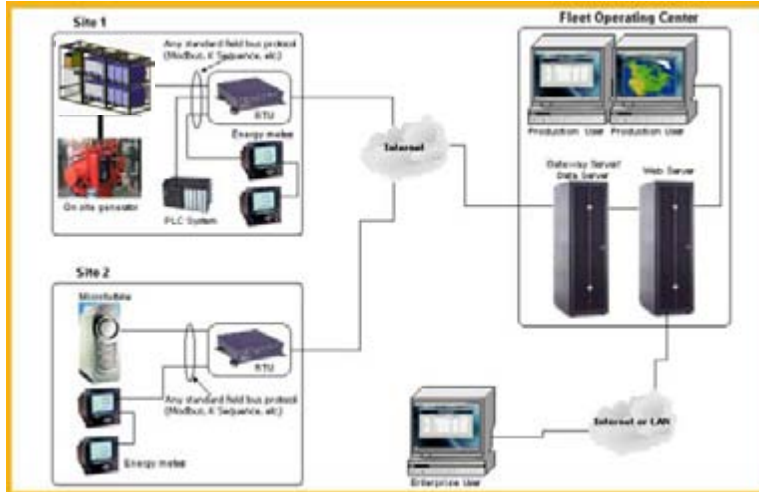 Site 1
Any standard field bus protocol
(Modbus, K Sequence, etc)
RTU
Energy meter
On site generator
PLC System
Internet
Fleet Operating Center
Production User
Production User
Gateway Server/
Data Server
Web Server
Site 2
Microturbine
RTU
Any standard field bus protocol
(Modbus, K Sequence, etc)
Energy meter
Internet or LAN
Enterprise User